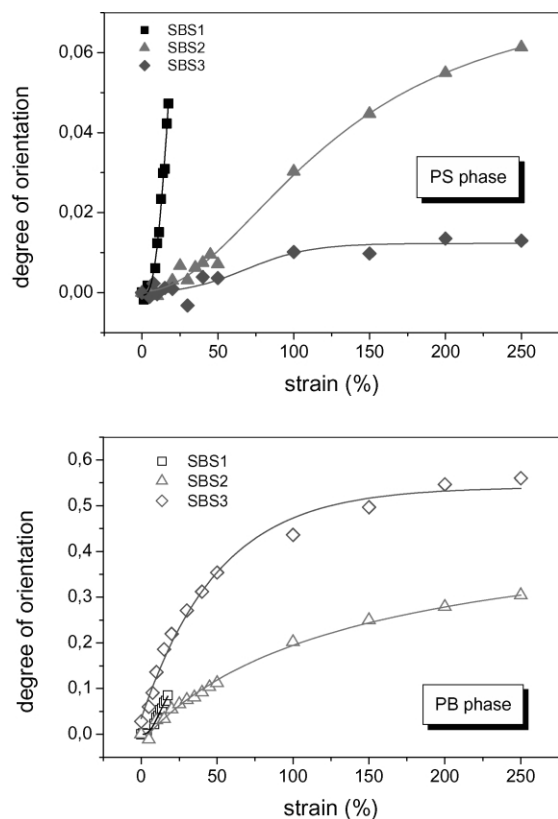 SBS1
SBS2
SBS3
0,06
0,04
0,02
0,00
degree of orientation
PS phase
0 50 100 150 200 250
strain (%)
SBS1
SBS2
SBS3
0,6
0,5
0,4
0,3
0,2
0,1
0,0
degree of orientation
PB phase
0 50 100 150 200 250
strain (%)